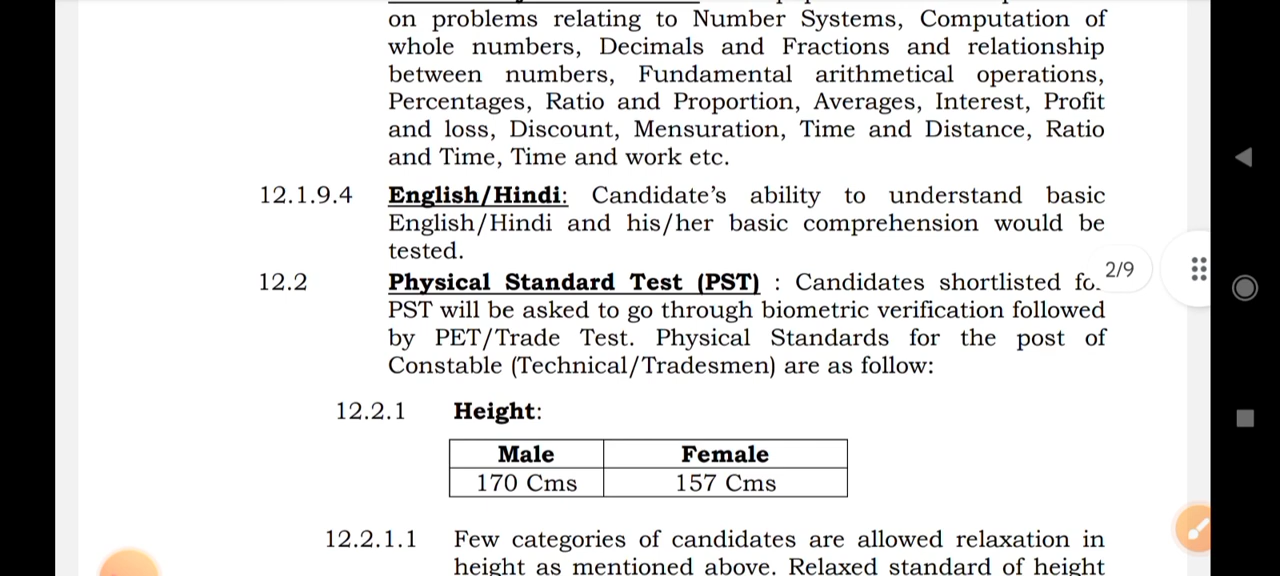 on problems relating to Number Systems, Computation of
whole numbers, Decimals and Fractions and relationship
between numbers, Fundamental arithmetical operations,
Percentages, Ratio and Proportion, Averages, Interest, Profit
and loss, Discount, Mensuration, Time and Distance, Ratio
and Time, Time and work etc.
12.1.9.4 English/Hindi: Candidate's ability to understand basic
English/Hindi and his/her basic comprehension would be
tested.
2/9
12.2 Physical Standard Test (PST) : Candidates shortlisted fo
PST will be asked to go through biometric verification followed
by PET/Trade Test. Physical Standards for the post of
Constable (Technical/Tradesmen) are as follow:
12.2.1 Height:
Male Female
170 Cms 157 Cms
12.2.1.1 Few categories of candidates are allowed relaxation in
height as mentioned above. Relaxed standard of height